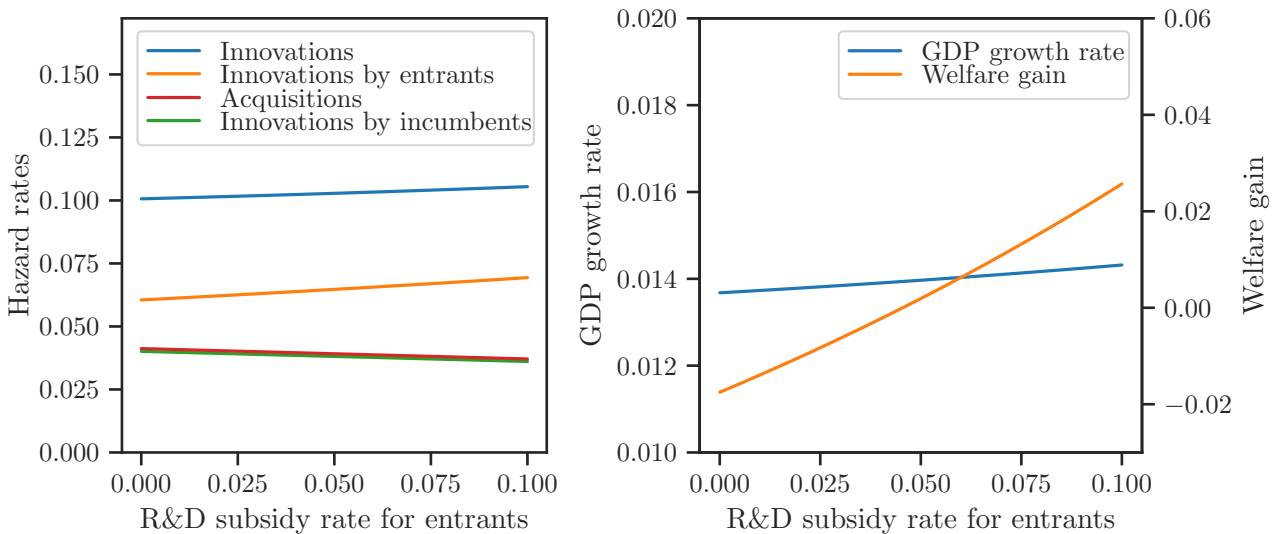 Innovations
Innovations by entrants
Acquisitions
Innovations by incumbents
Hazard rates
0.150
0.125
0.100
0.075
0.050
0.025
0.000
0.000 0.025 0.050 0.075 0.100
R&D subsidy rate for entrants
GDP growth rate
Welfare gain
GDP growth rate
0.020
0.018
0.016
0.014
0.012
0.010
0.06
0.04
0.02
0.00
−0.02
Welfare gain
0.000 0.025 0.050 0.075 0.100
R&D subsidy rate for entrants